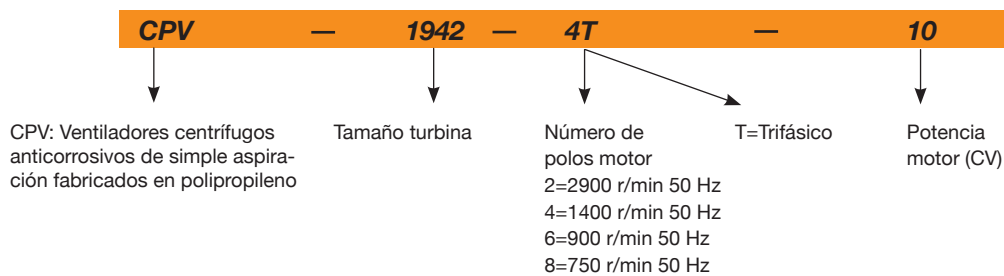 CPV — 1942 — 4T — 10
CPV: Ventiladores centrífugos
anticorrosivos de simple aspira-
ción fabricados en polipropileno
Tamaño turbina
Número de
polos motor
2=2900 r/min 50 Hz
4=1400 r/min 50 Hz
6=900 r/min 50 Hz
8=750 r/min 50 Hz
T=Trifásico
Potencia
motor (CV)